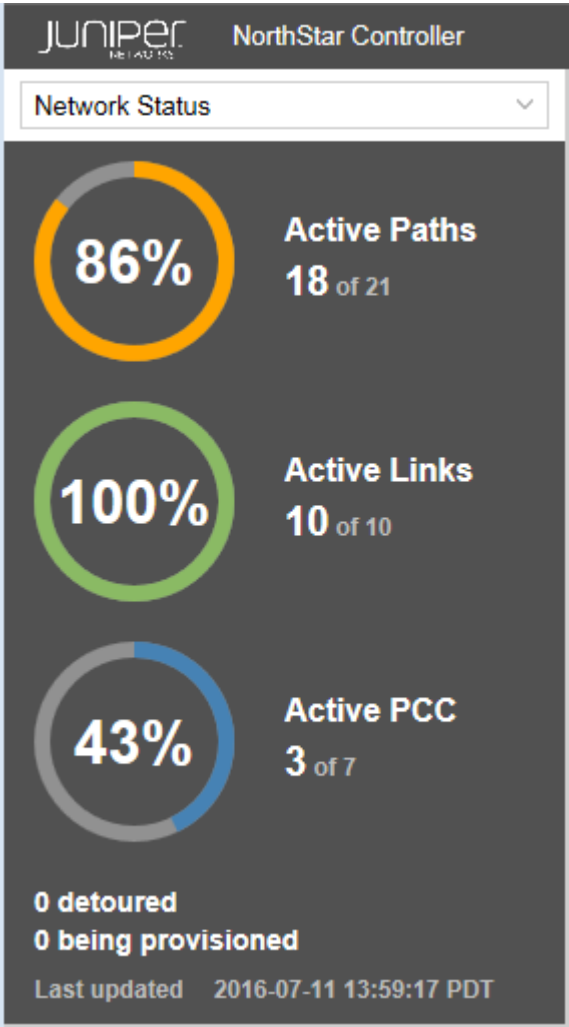 JUNIPEr
NETWORKS
NorthStar Controller
Network Status
86%
Active Paths
18 of 21
100%
Active Links
10 of 10
43%
Active PCC
3 of 7
0 detoured
0 being provisioned
Last updated 2016-07-11 13:59:17 PDT